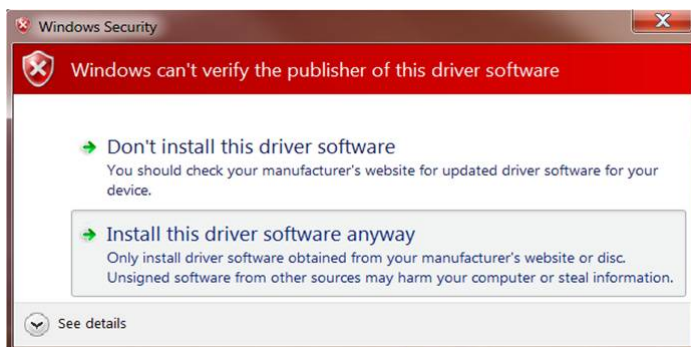 Windows Security
Windows can't verify the publisher of this driver software
Don't install this driver software
You should check your manufacturer's website for updated driver software for your
device.
Install this driver software anyway
Only install driver software obtained from your manufacturer's website or disc.
Unsigned software from other sources may harm your computer or steal information.
See details